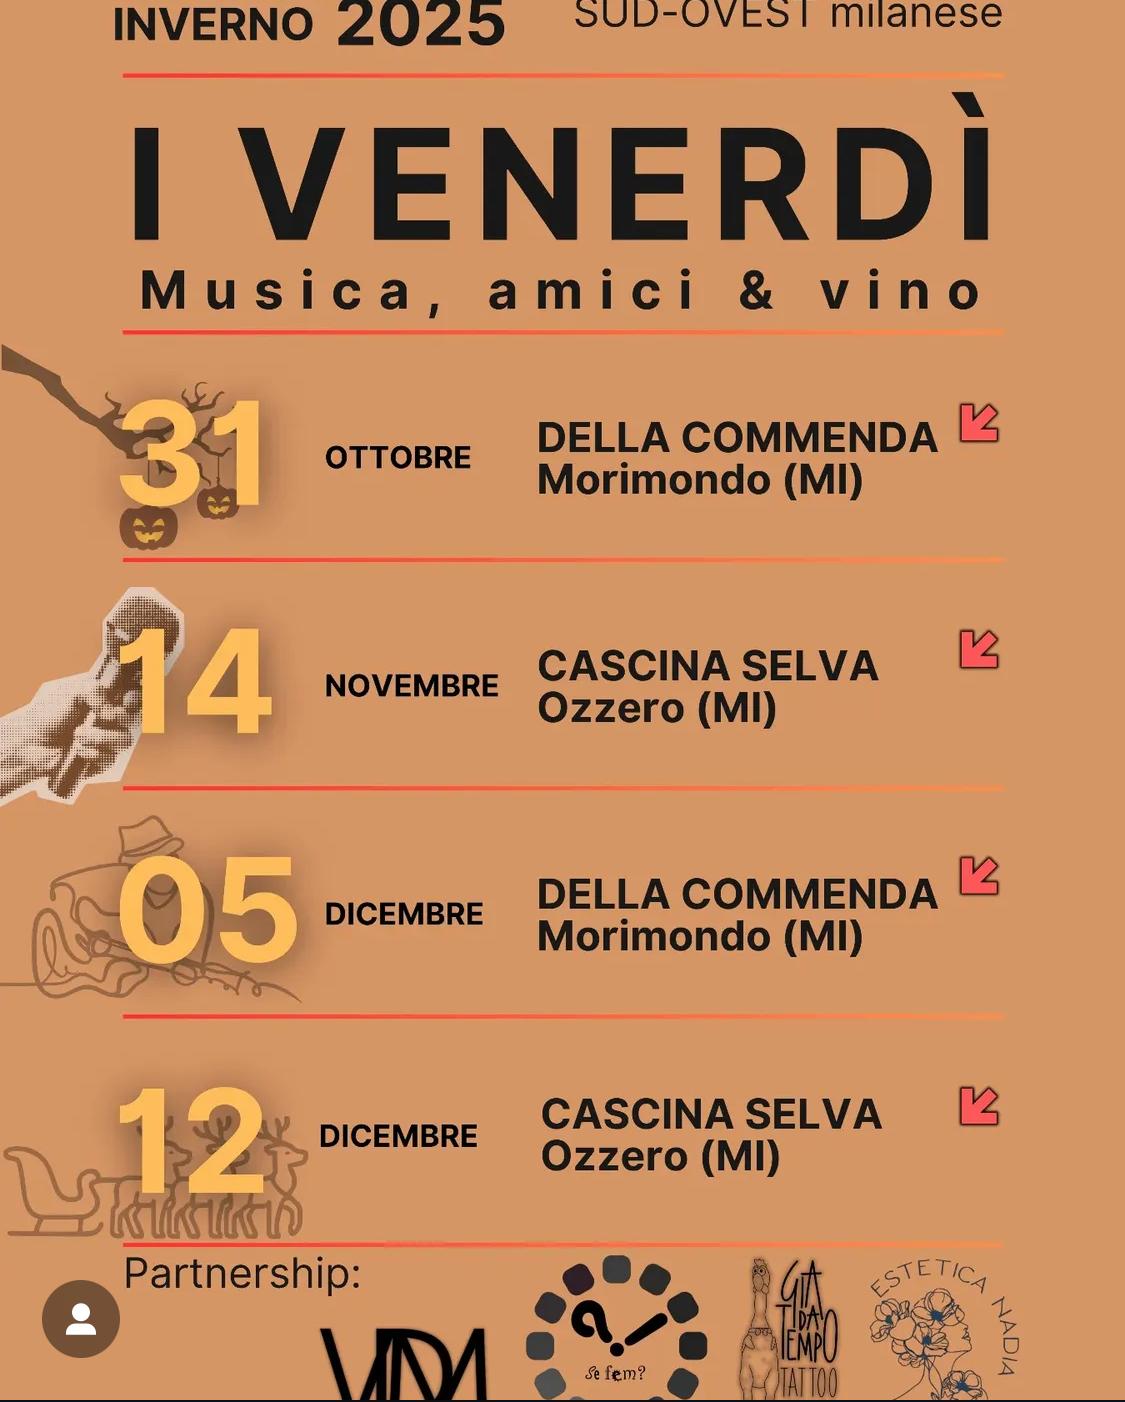 INVERNO 2025
SUD-OVEST milanese
I VENERDÌ
Musica, amici & vino
31
OTTOBRE
DELLA COMMENDA
Morimondo (MI)
14
NOVEMBRE
CASCINA SELVA
Ozzero (MI)
05
DICEMBRE
DELLA COMMENDA
Morimondo (MI)
12
DICEMBRE
CASCINA SELVA
Ozzero (MI)
Partnership:
?!
se fem?
GIA
DA
TEMPO
TATTOO
ESTETICA NADIA